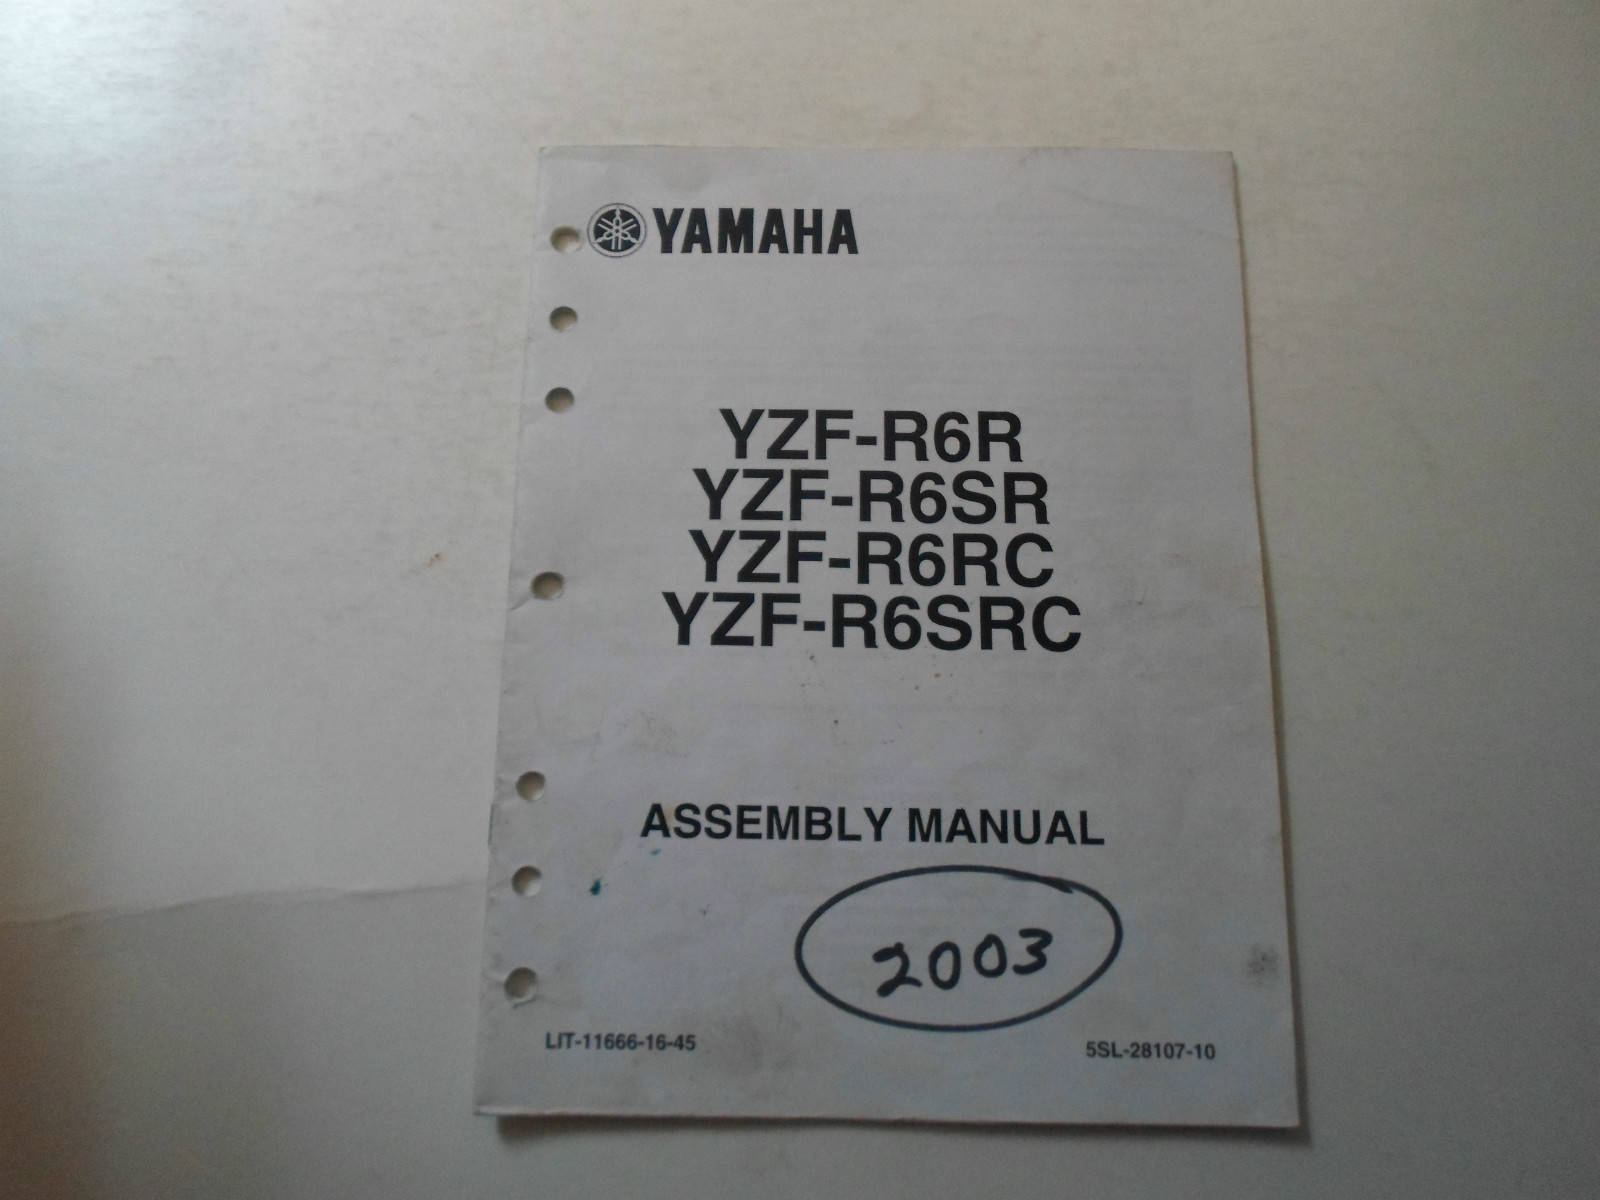 YAMAHA
YZF-R6R
YZF-R6SR
YZF-R6RC
YZF-R6SRC
ASSEMBLY MANUAL
2003
LIT-11666-16-45
5SL-28107-10